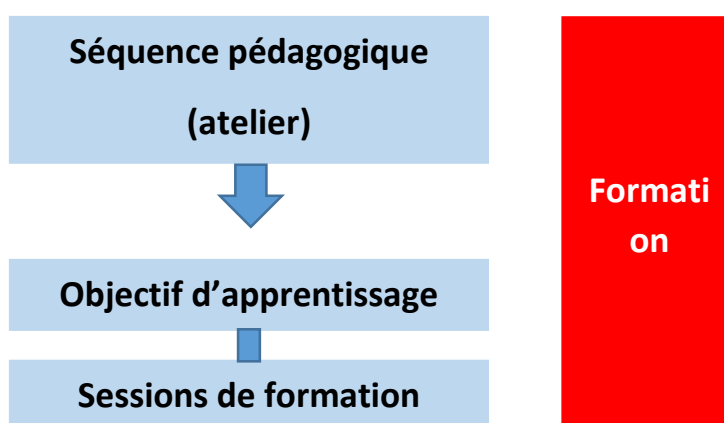 Séquence pédagogique
(atelier)
Objectif d’apprentissage
Sessions de formation
Formati
on